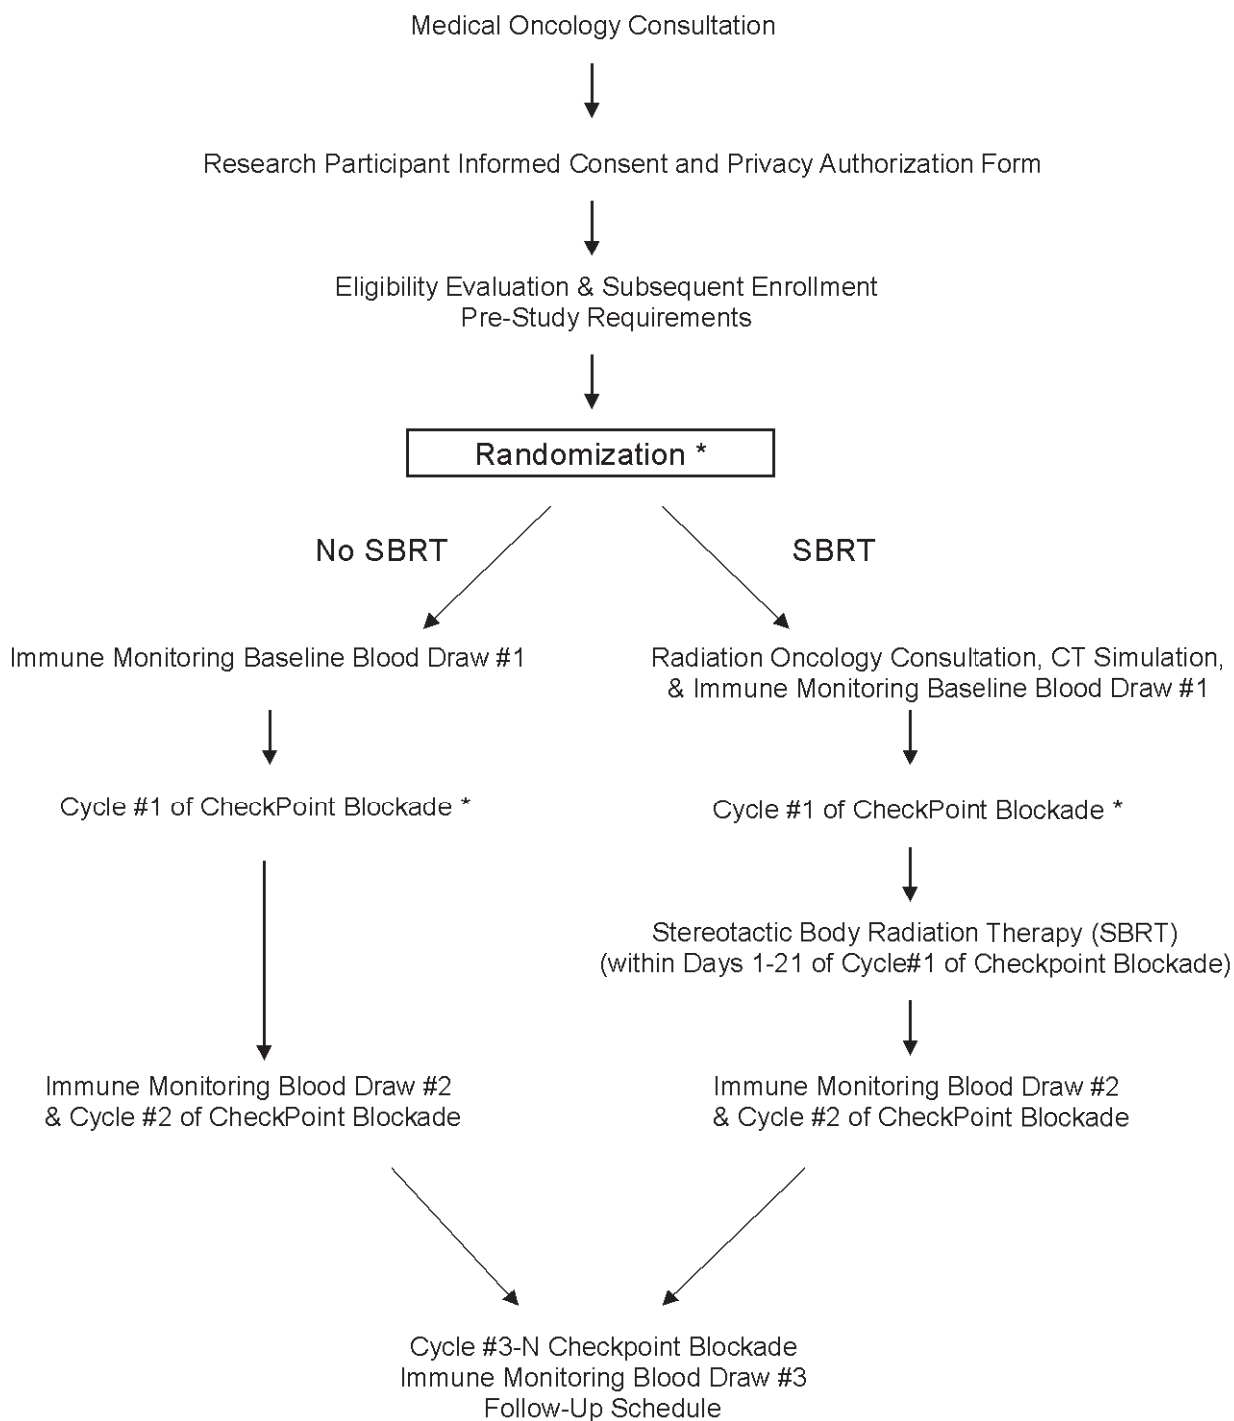 Medical Oncology Consultation
Research Participant Informed Consent and Privacy Authorization Form
Eligibility Evaluation & Subsequent Enrollment
Pre-Study Requirements
Randomization *
No SBRT
SBRT
Immune Monitoring Baseline Blood Draw #1
Radiation Oncology Consultation, CT Simulation,
& Immune Monitoring Baseline Blood Draw #1
Cycle #1 of CheckPoint Blockade *
Cycle #1 of CheckPoint Blockade *
Stereotactic Body Radiation Therapy (SBRT)
(within Days 1-21 of Cycle#1 of Checkpoint Blockade)
Immune Monitoring Blood Draw #2
& Cycle #2 of CheckPoint Blockade
Immune Monitoring Blood Draw #2
& Cycle #2 of CheckPoint Blockade
Cycle #3-N Checkpoint Blockade
Immune Monitoring Blood Draw #3
Follow-Up Schedule